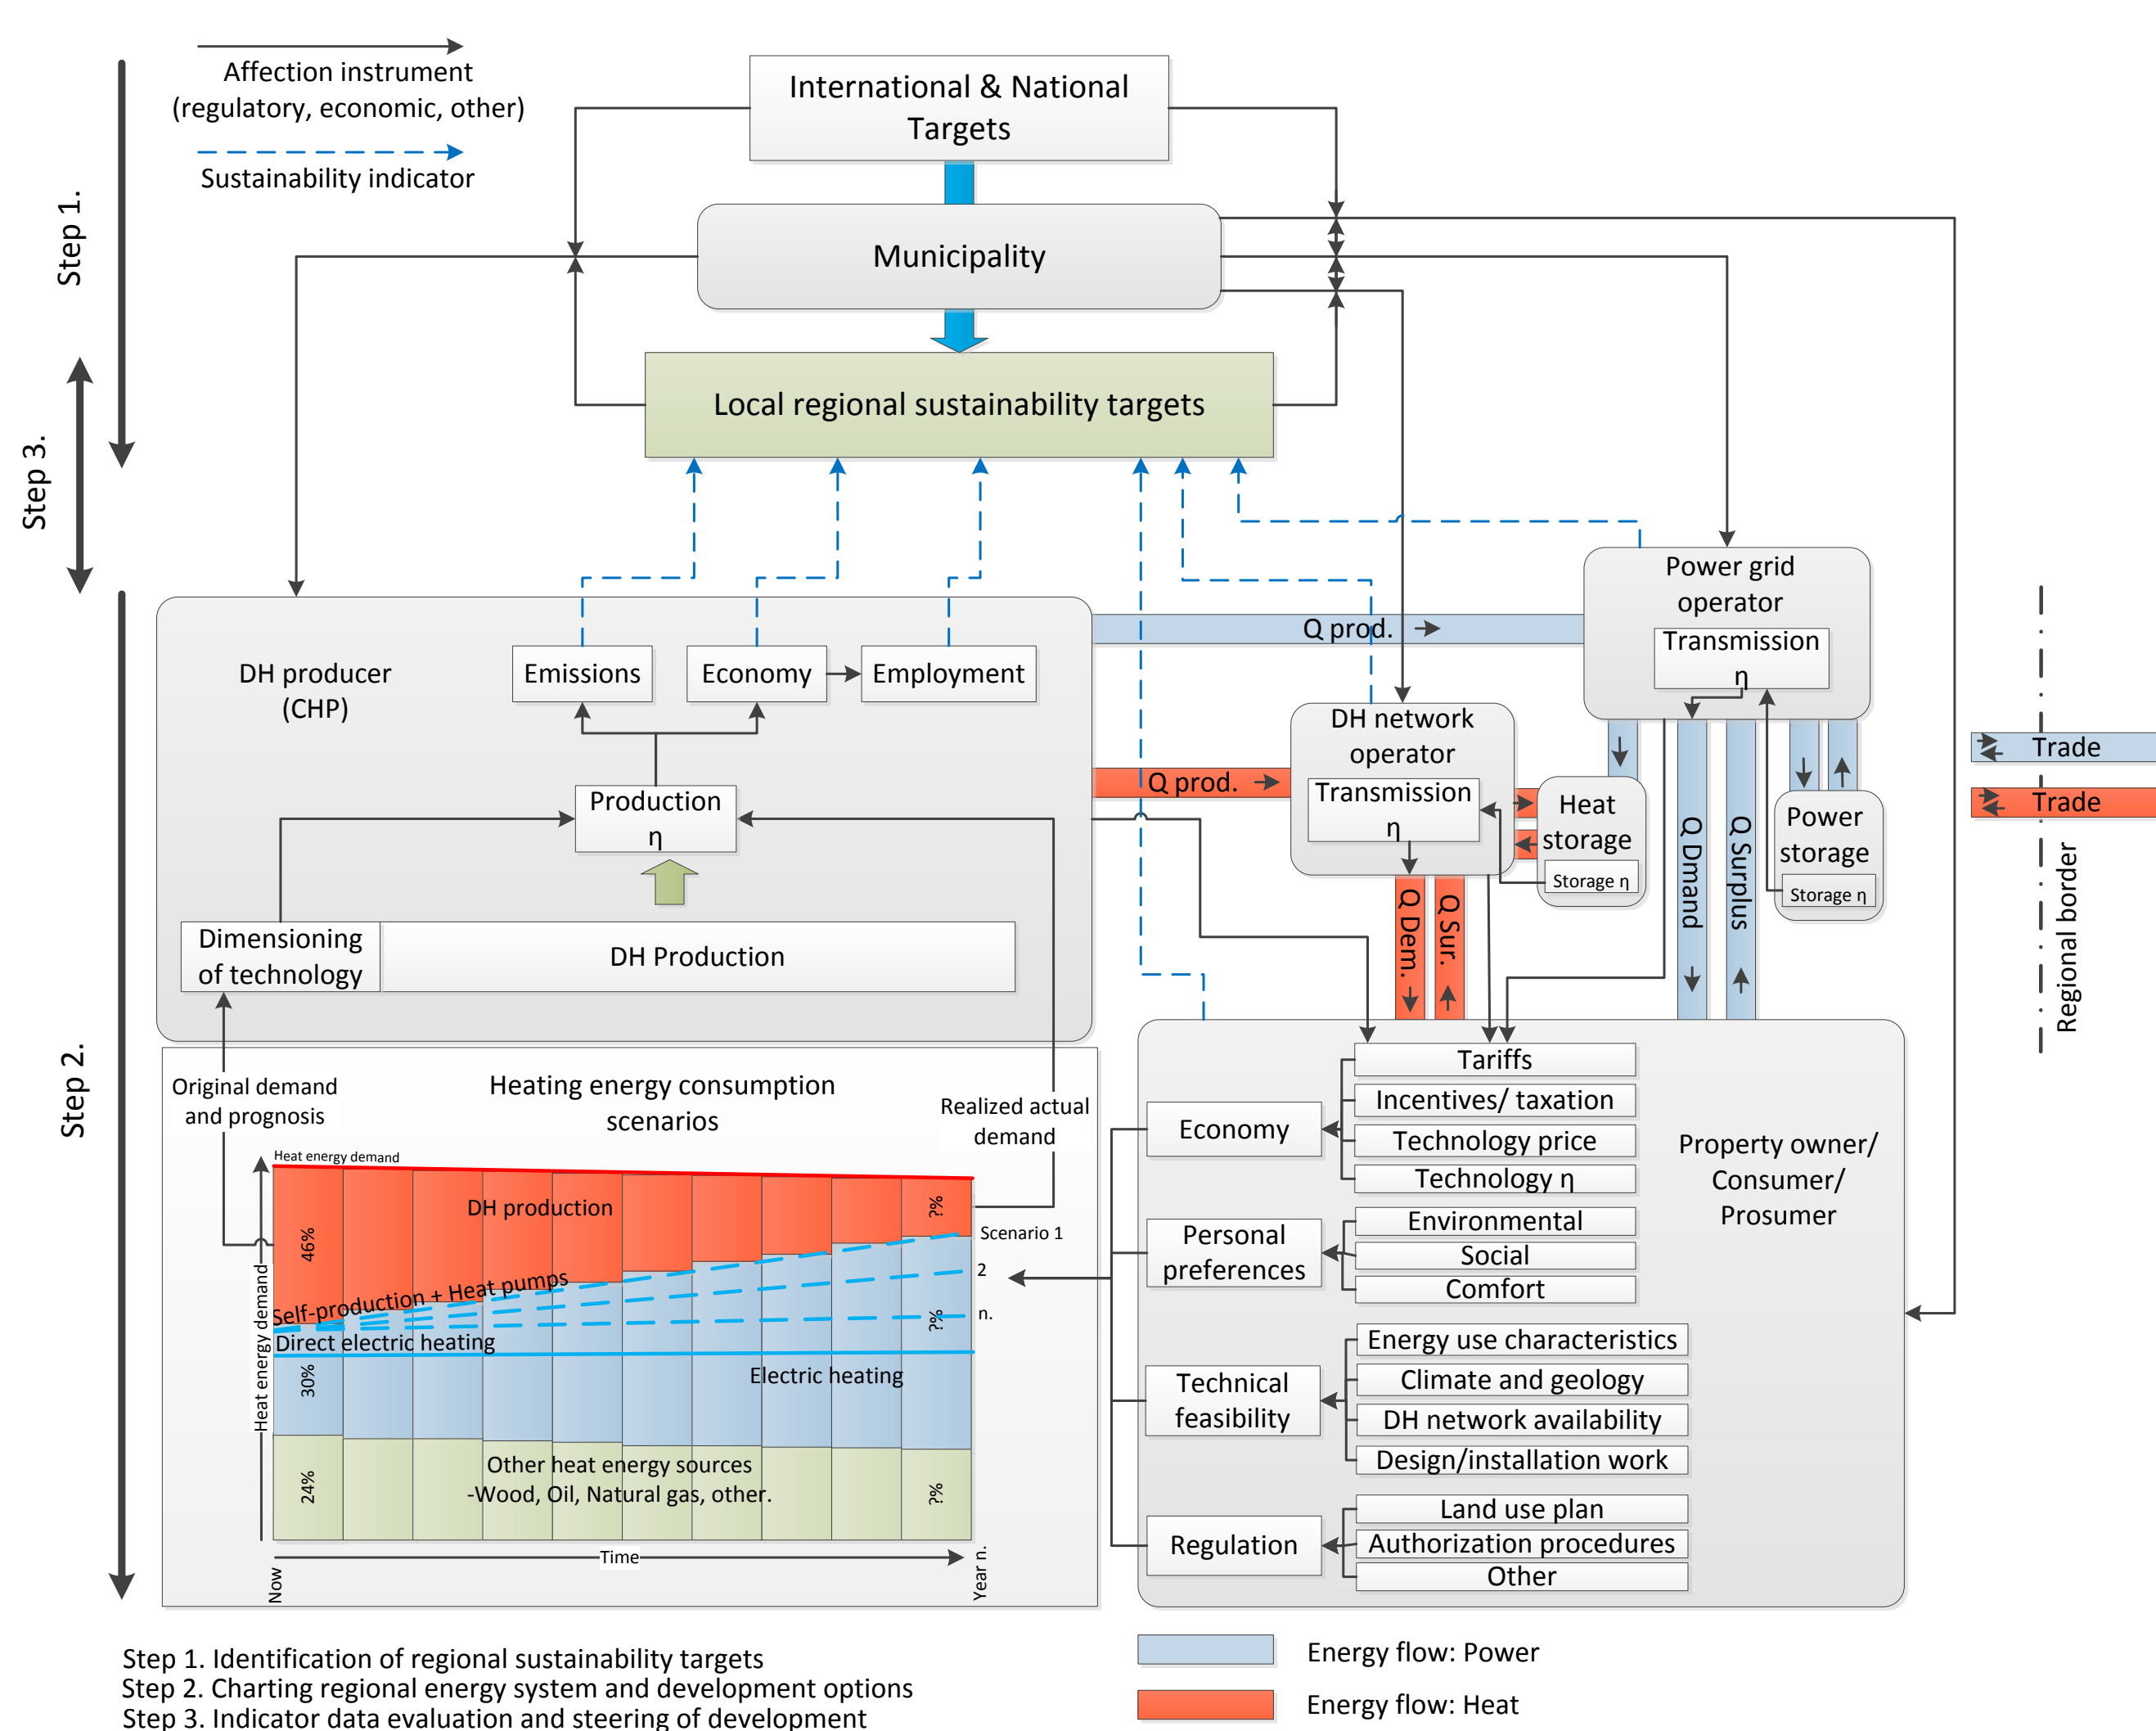 Affection instrument
(regulatory, economic, other)
Sustainability indicator
Step 1.
Step 3.
Step 2.
International & National
Targets
Municipality
Local regional sustainability targets
DH producer
(CHP)
Emissions
Economy
Employment
Production
η
Dimensioning
of technology
DH Production
Q prod.
Q prod.
Power grid
operator
Transmission
η
DH network
operator
Transmission
η
Heat
storage
Storage η
Power
storage
Storage η
Q Dem.
Q Sur.
Q Dmand
Q Surplus
Trade
Trade
Regional border
Original demand
and prognosis
Heating energy consumption
scenarios
Realized actual
demand
Heat energy demand
Heat energy demand
DH production
46%
?%
Scenario 1
2
n.
Self-production + Heat pumps
Direct electric heating
?%
30%
Electric heating
Other heat energy sources
-Wood, Oil, Natural gas, other.
24%
?%
Time
Now
Year n.
Economy
Tariffs
Incentives/ taxation
Technology price
Technology η
Property owner/
Consumer/
Prosumer
Personal
preferences
Environmental
Social
Comfort
Technical
feasibility
Energy use characteristics
Climate and geology
DH network availability
Design/installation work
Regulation
Land use plan
Authorization procedures
Other
Step 1. Identification of regional sustainability targets
Step 2. Charting regional energy system and development options
Step 3. Indicator data evaluation and steering of development
Energy flow: Power
Energy flow: Heat